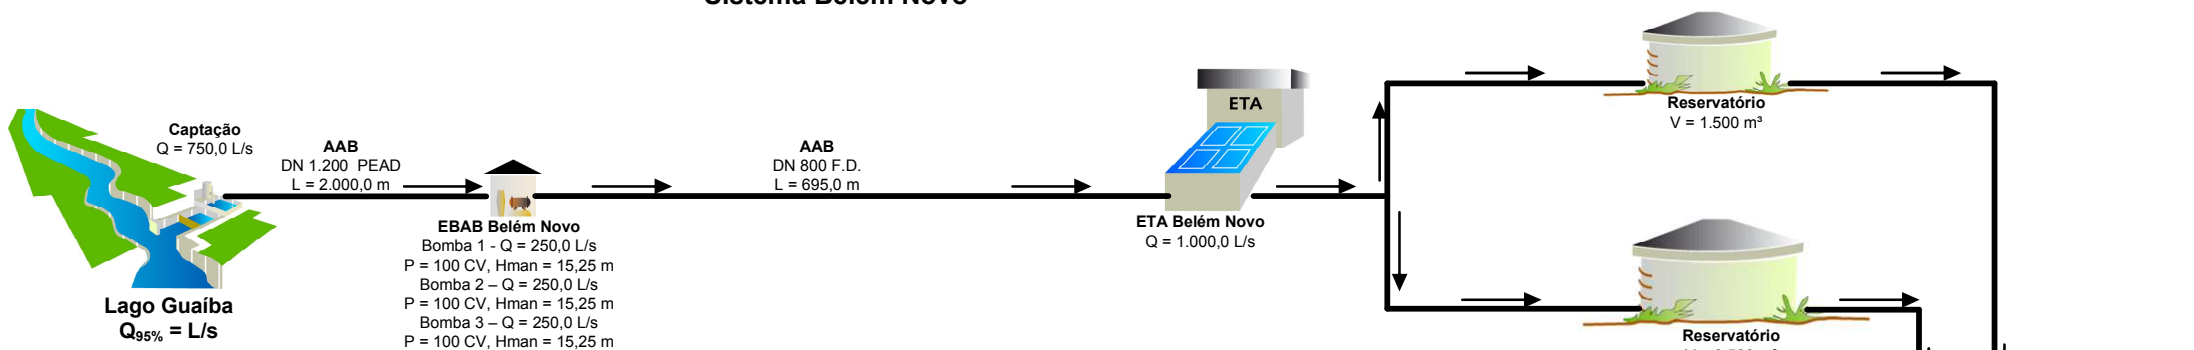 Sistema Belém Novo
Captação
Q = 750,0 L/s
AAB
DN 1.200 PEAD
L = 2.000,0 m
AAB
DN 800 F.D.
L = 695,0 m
ETA
ETA Belém Novo
Q = 1.000,0 L/s
Reservatório
V = 1.500 m³
Lago Guaíba
Q95% = L/s
EBAB Belém Novo
Bomba 1 - Q = 250,0 L/s
P = 100 CV, Hman = 15,25 m
Bomba 2 – Q = 250,0 L/s
P = 100 CV, Hman = 15,25 m
Bomba 3 – Q = 250,0 L/s
P = 100 CV, Hman = 15,25 m
Reservatório